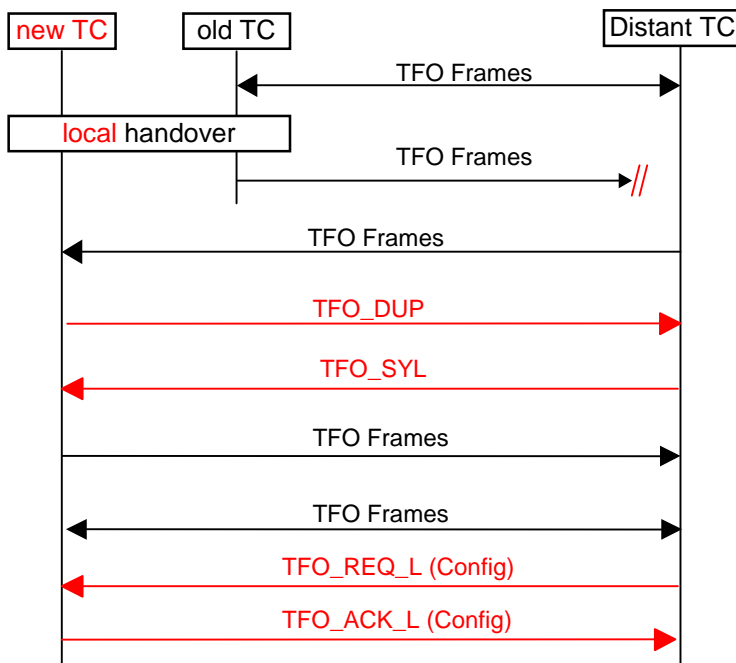 new TC
old TC
Distant TC
TFO Frames
local handover
TFO Frames
TFO Frames
TFO_DUP
TFO_SYL
TFO Frames
TFO Frames
TFO_REQ_L (Config)
TFO_ACK_L (Config)